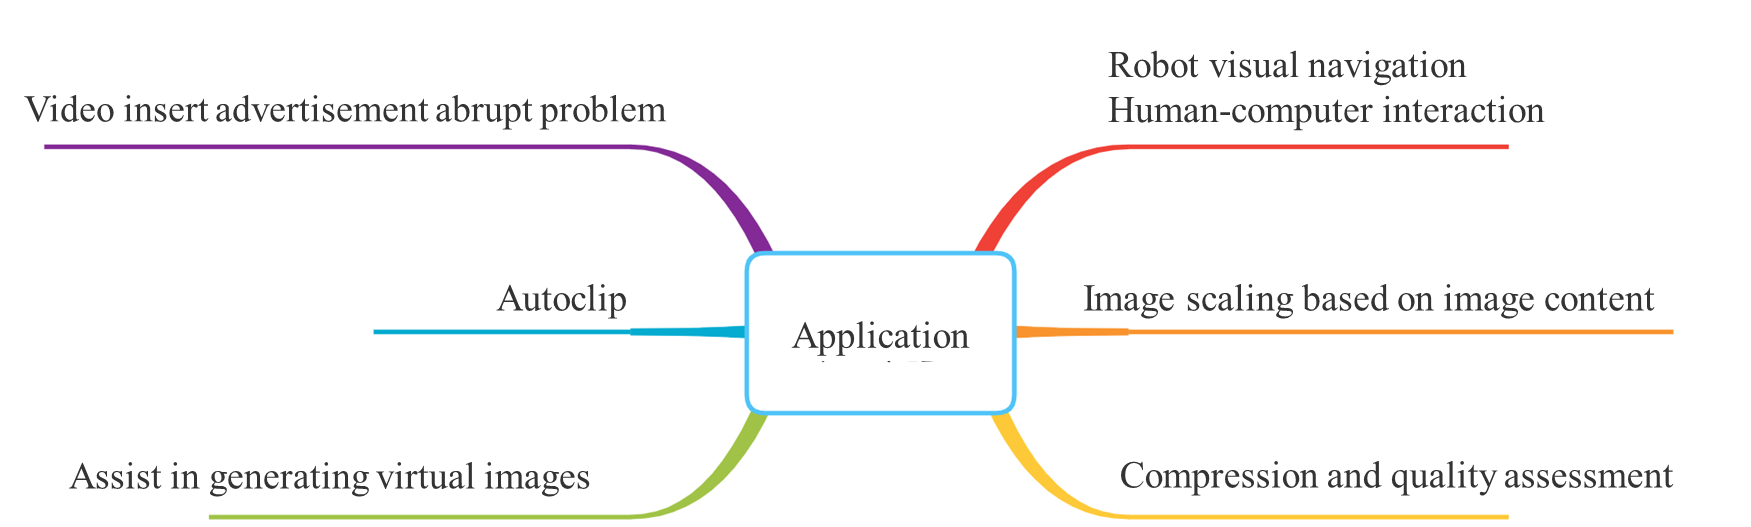 Video insert advertisement abrupt problem
Robot visual navigation
Human-computer interaction
Autoclip
Application
Image scaling based on image content
Assist in generating virtual images
Compression and quality assessment